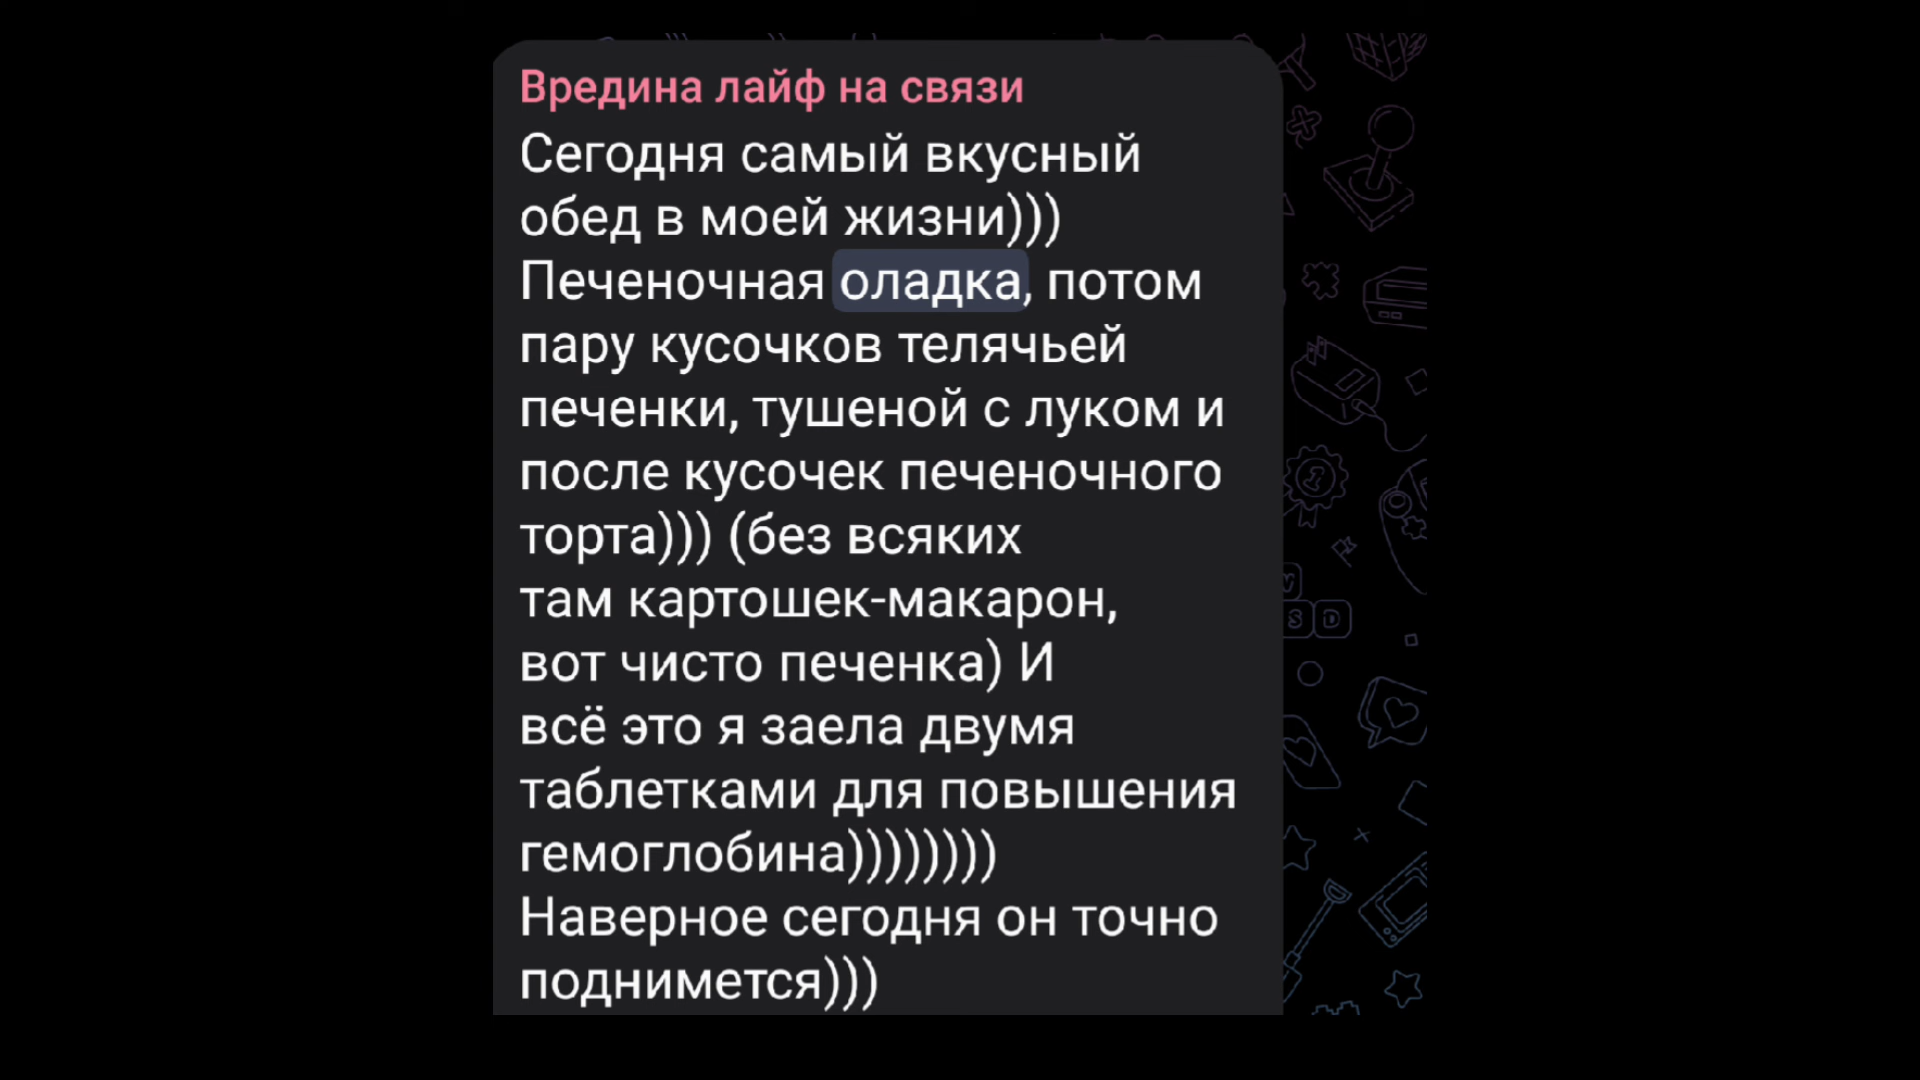 Вредина лайф на связи
Сегодня самый вкусный
обед в моей жизни)))
Печеночная оладка, потом
пару кусочков телячьей
печенки, тушеной с луком и
после кусочек печеночного
торта))) (без всяких
там картошек-макарон,
вот чисто печенка) И
всё это я заела двумя
таблетками для повышения
гемоглобина))))))))
Наверное сегодня он точно
поднимется)))